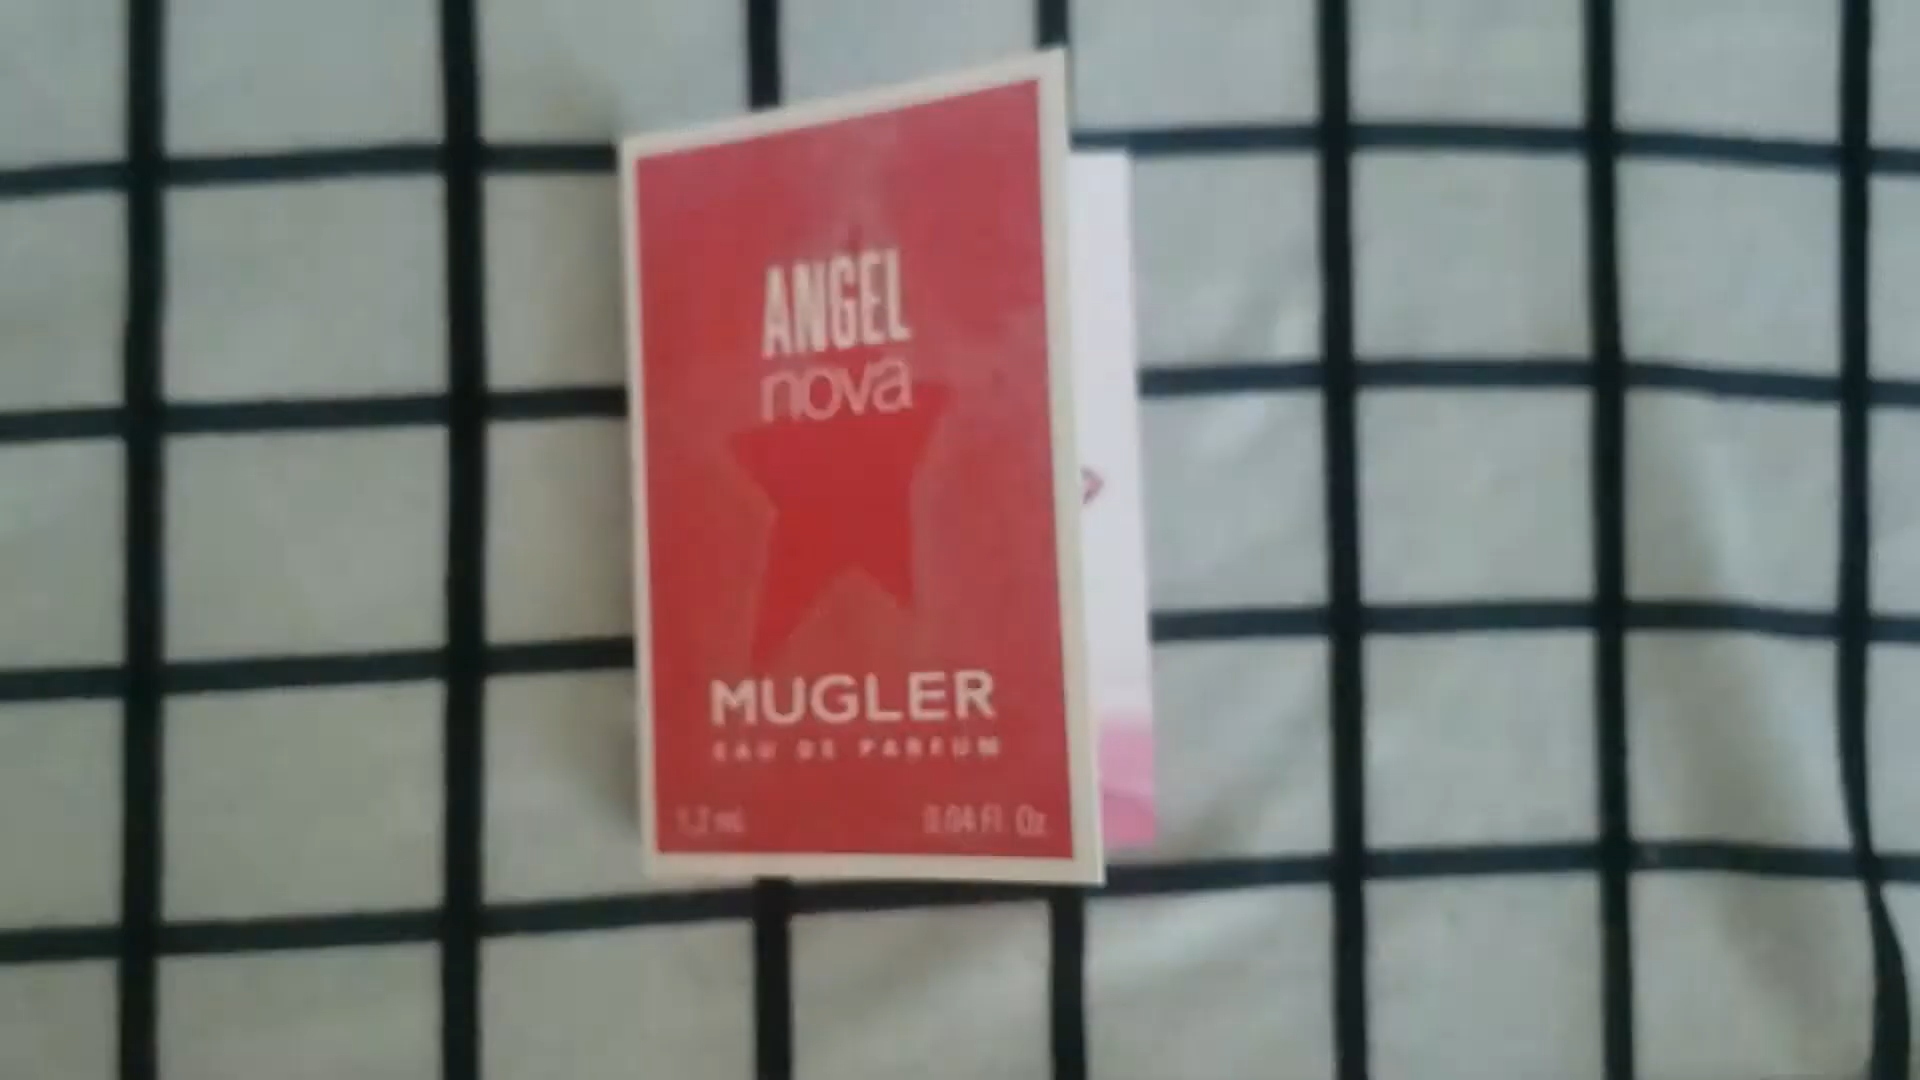 ANGEL
nova
MUGLER
EAU DE PARFUM
1.2 mL
0.04 Fl. Oz.